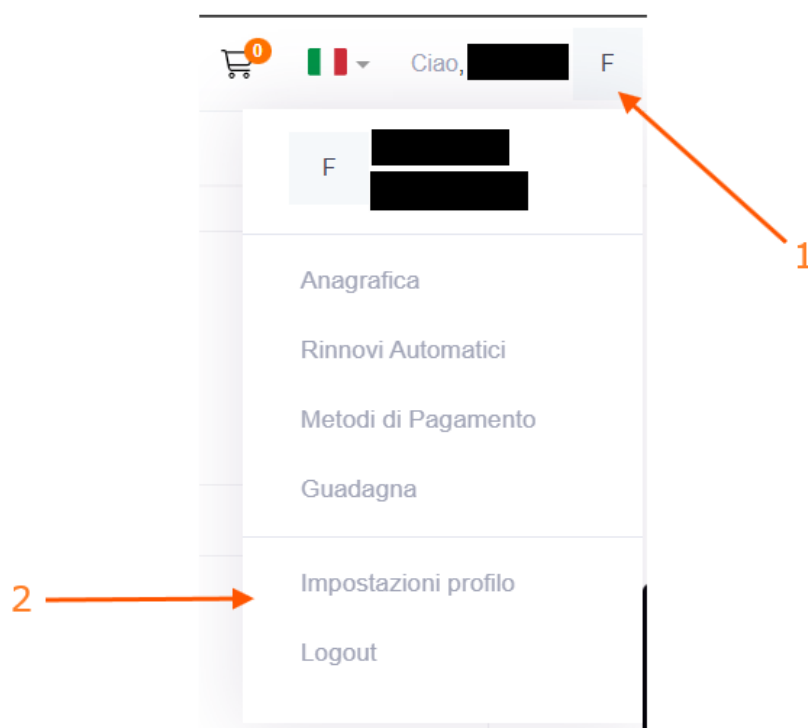 0
Ciao,
F
F
1
Anagrafica
Rinnovi Automatici
Metodi di Pagamento
Guadagna
2
Impostazioni profilo
Logout